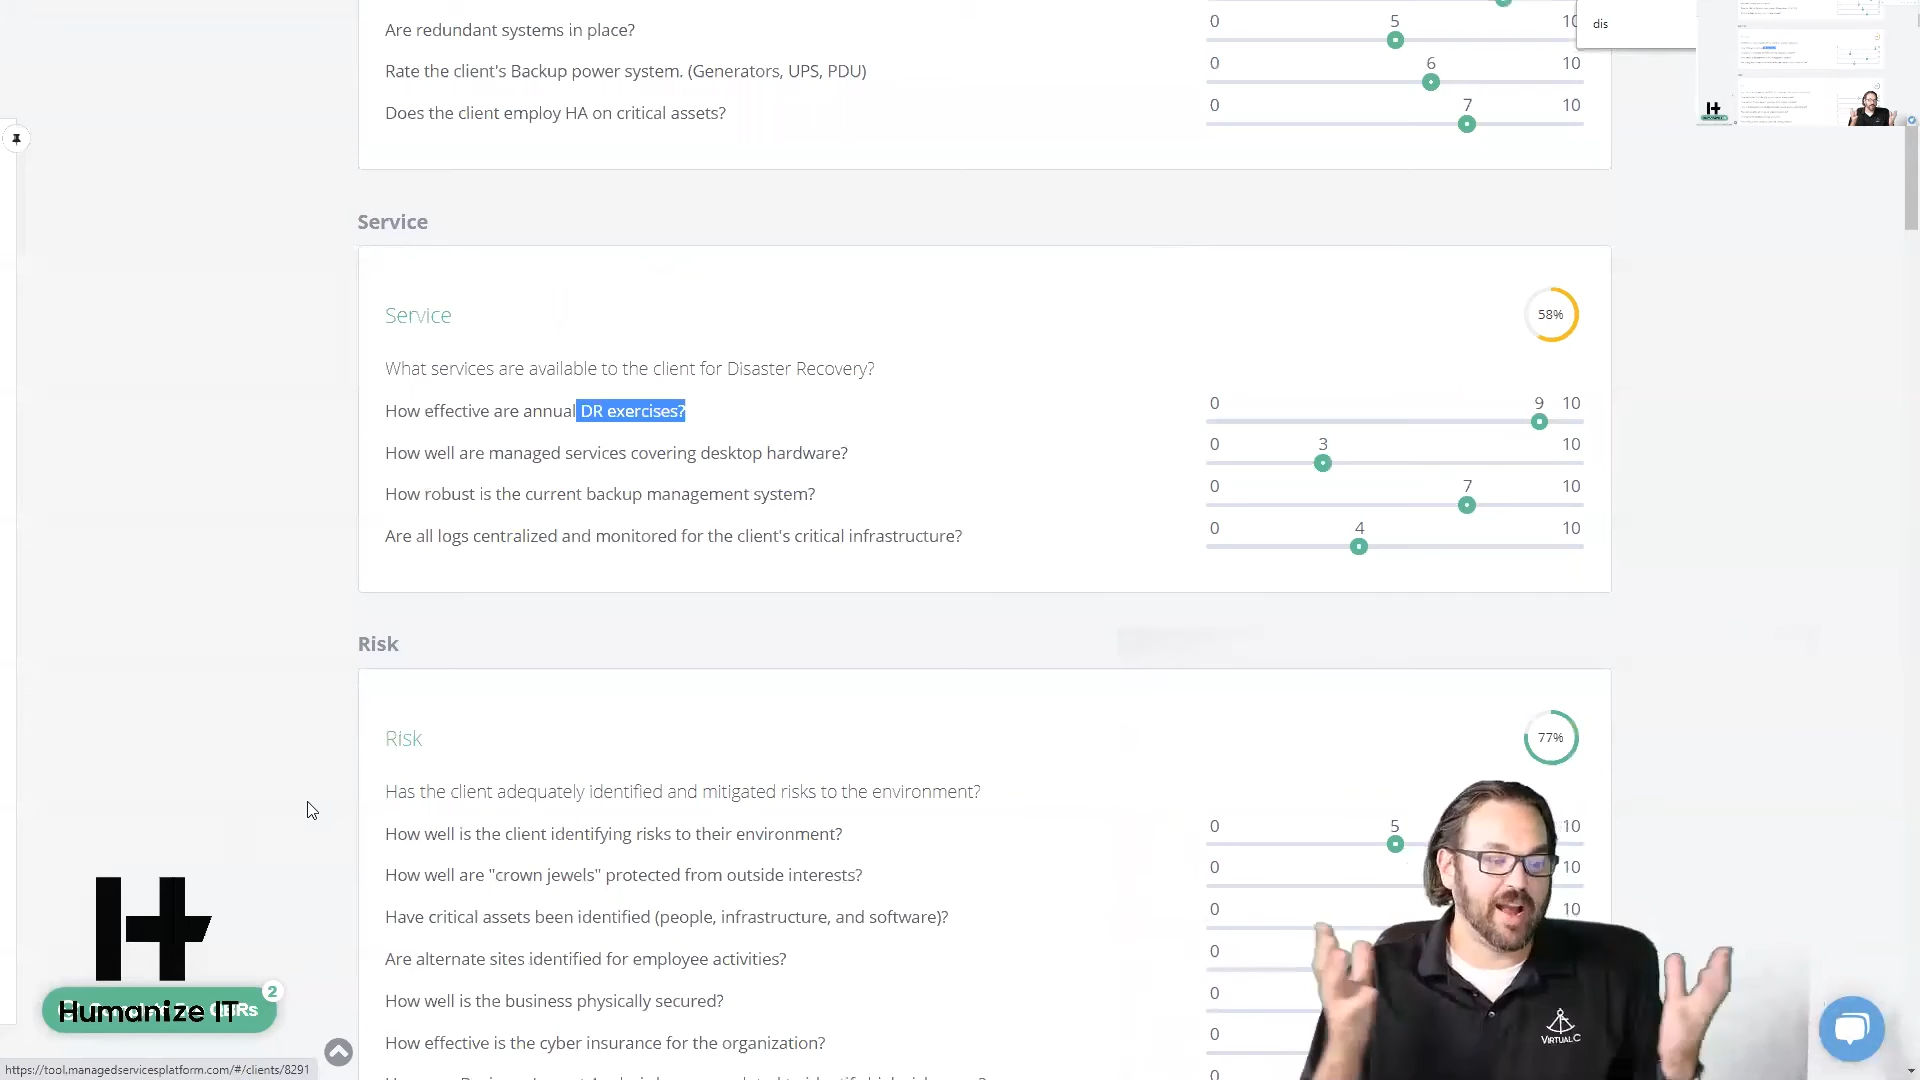 Are redundant systems in place?
0 5 10
dis
Rate the client's Backup power system. (Generators, UPS, PDU)
0 6 10
Does the client employ HA on critical assets?
0 7 10
Service
Service
58%
What services are available to the client for Disaster Recovery?
How effective are annual DR exercises?
0 9 10
How well are managed services covering desktop hardware?
0 3 10
How robust is the current backup management system?
0 7 10
Are all logs centralized and monitored for the client's critical infrastructure?
0 4 10
Risk
Risk
77%
Has the client adequately identified and mitigated risks to the environment?
How well is the client identifying risks to their environment?
0 5 10
How well are "crown jewels" protected from outside interests?
0 10
Have critical assets been identified (people, infrastructure, and software)?
0 10
Are alternate sites identified for employee activities?
0
How well is the business physically secured?
0
How effective is the cyber insurance for the organization?
0
0
H
Humanize IT
2
VIRTUALC
https://tool.managedservicesplatform.com/#/clients/8291